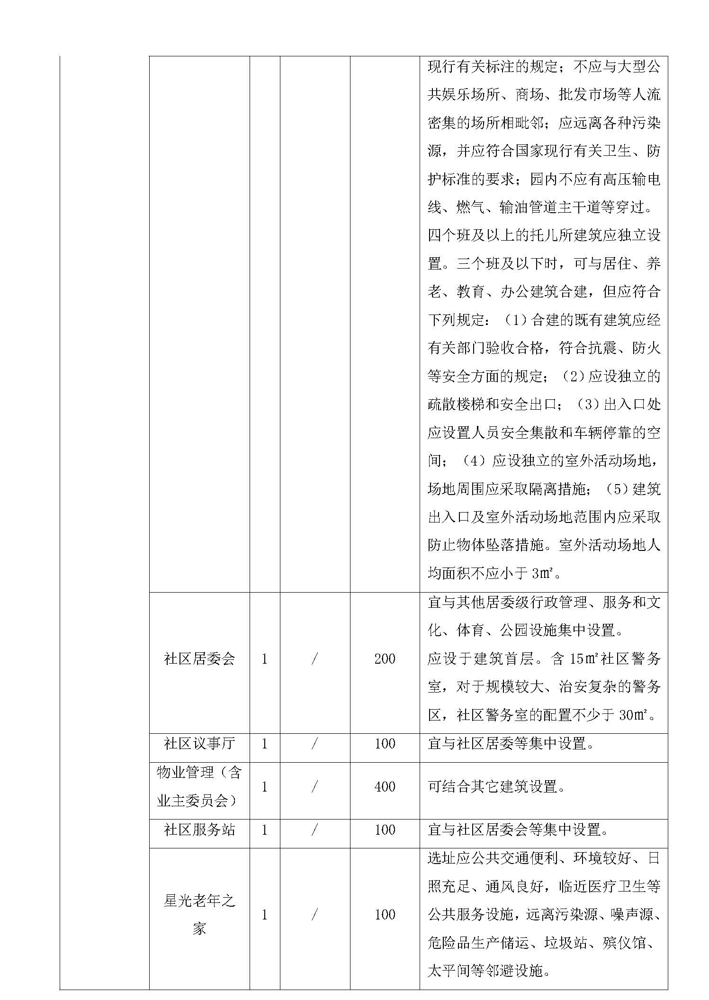 现行有关标注的规定；不应与大型公
共娱乐场所、商场、批发市场等人流
密集的场所相毗邻；应远离各种污染
源，并应符合国家现行有关卫生、防
护标准的要求；园内不应有高压输电
线、燃气、输油管道主干道等穿过。
四个班及以上的托儿所建筑应独立设
置。三个班及以下时，可与居住、养
老、教育、办公建筑合建，但应符合
下列规定：（1）合建的既有建筑应经
有关部门验收合格，符合抗震、防火
等安全方面的规定；（2）应设独立的
疏散楼梯和安全出口；（3）出入口处
应设置人员安全集散和车辆停靠的空
间；（4）应设独立的室外活动场地，
场地周围应采取隔离措施；（5）建筑
出入口及室外活动场地范围内应采取
防止物体坠落措施。室外活动场地人
均面积不应小于 3㎡。
社区居委会 1 / 200
宜与其他居委级行政管理、服务和文
化、体育、公园设施集中设置。
应设于建筑首层。含 15㎡社区警务
室，对于规模较大、治安复杂的警务
区，社区警务室的配置不少于 30㎡。
社区议事厅 1 / 100 宜与社区居委等集中设置。
物业管理（含
业主委员会）
1 / 400 可结合其它建筑设置。
社区服务站 1 / 100 宜与社区居委会等集中设置。
星光老年之
家
1 / 100
选址应公共交通便利、环境较好、日
照充足、通风良好，临近医疗卫生等
公共服务设施，远离污染源、噪声源、
危险品生产储运、垃圾站、殡仪馆、
太平间等邻避设施。